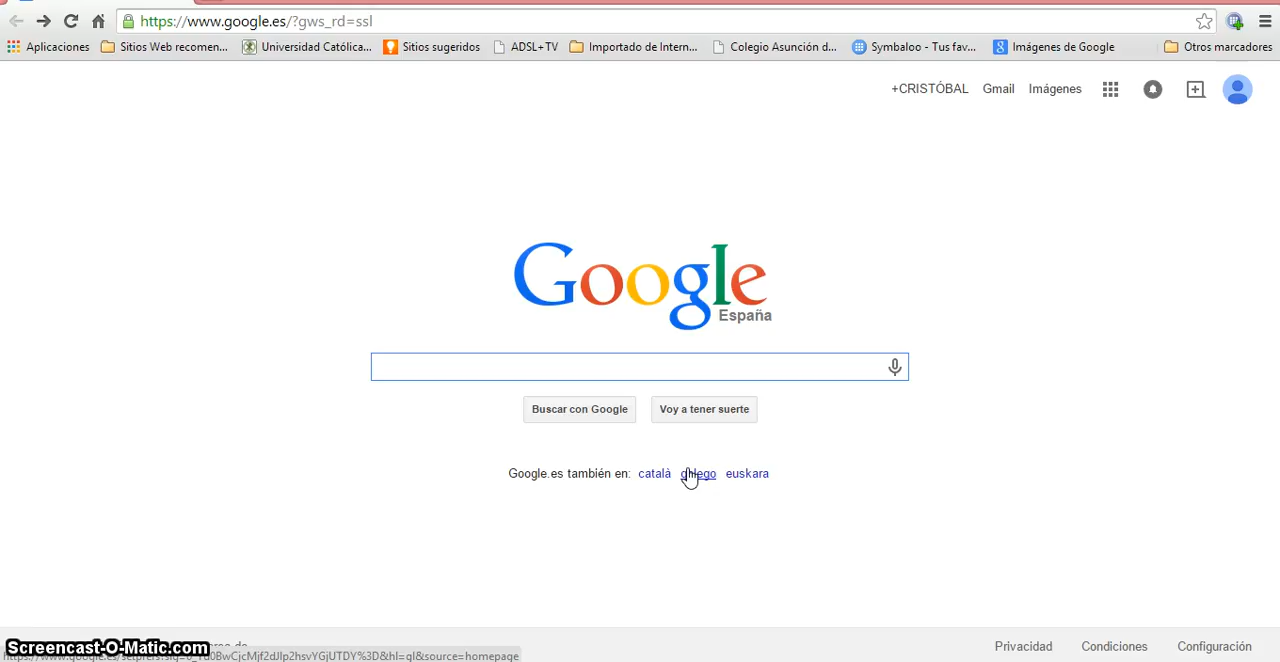 https://www.google.es/?gws_rd=ssl
Aplicaciones Sitios Web recomen... Universidad Católica... Sitios sugeridos ADSL+TV Importado de Intern... Colegio Asunción d... Symbaloo - Tus fav... Imágenes de Google Otros marcadores
+CRISTÓBAL Gmail Imágenes
Google
España
Buscar con Google Voy a tener suerte
Google.es también en: català galego euskara
Screencast-O-Matic.com Privacidad Condiciones Configuración